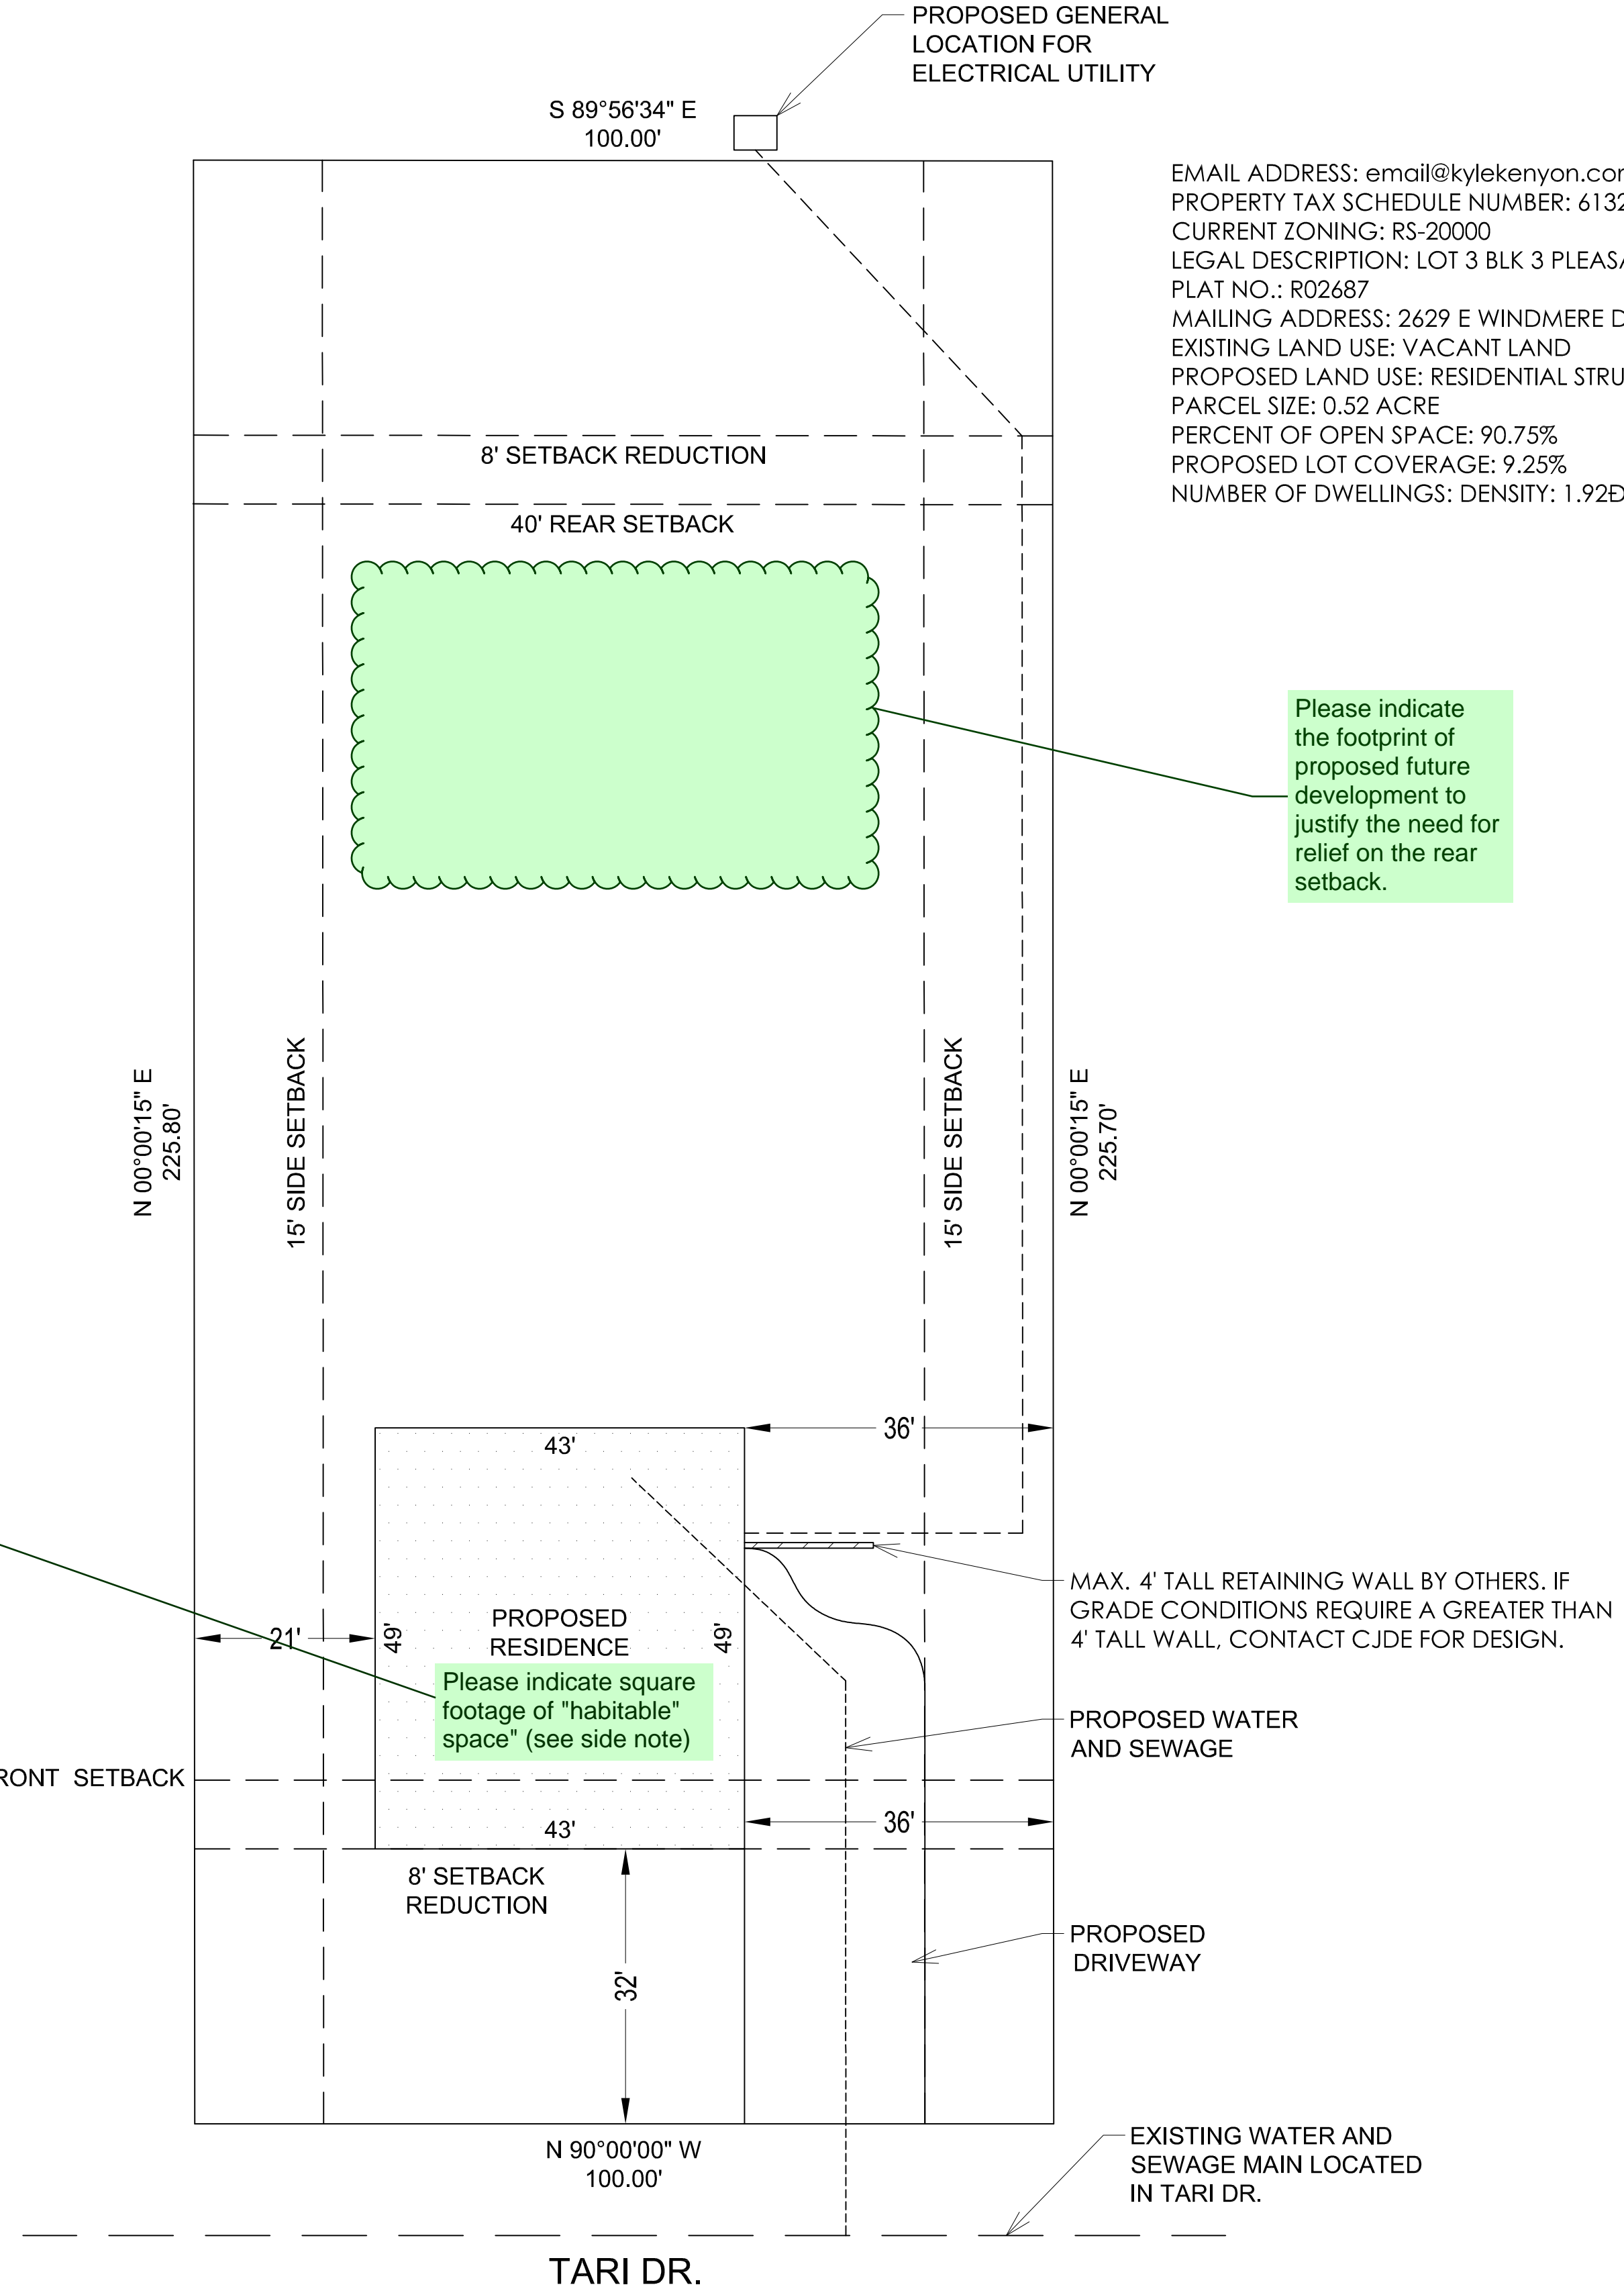 PROPOSED GENERAL
LOCATION FOR
ELECTRICAL UTILITY
S 89°56'34" E
100.00'
EMAIL ADDRESS: email@kylekenyon.com
PROPERTY TAX SCHEDULE NUMBER: 6132
CURRENT ZONING: RS-20000
LEGAL DESCRIPTION: LOT 3 BLK 3
PLAT NO.: R02687
MAILING ADDRESS: 2629 E WINDMERE D
EXISTING LAND USE: VACANT LAND
PROPOSED LAND USE: RESIDENTIAL STRU
PARCEL SIZE: 0.52 ACRE
PERCENT OF OPEN SPACE: 90.75%
PROPOSED LOT COVERAGE: 9.25%
NUMBER OF DWELLINGS: DENSITY: 1.92Đ
8' SETBACK REDUCTION
40' REAR SETBACK
Please indicate
the footprint of
proposed future
development to
justify the need for
relief on the rear
setback.
N 00°00'15" E
225.80'
15' SIDE SETBACK
15' SIDE SETBACK
N 00°00'15" E
225.70'
43'
36'
MAX. 4' TALL RETAINING WALL BY OTHERS. IF
GRADE CONDITIONS REQUIRE A GREATER THAN
4' TALL WALL, CONTACT CJDE FOR DESIGN.
21'
49'
PROPOSED
RESIDENCE
49'
Please indicate square
footage of "habitable"
space" (see side note)
PROPOSED WATER
AND SEWAGE
RONT SETBACK
43'
36'
8' SETBACK
REDUCTION
32'
PROPOSED
DRIVEWAY
N 90°00'00" W
100.00'
EXISTING WATER AND
SEWAGE MAIN LOCATED
IN TARI DR.
TARI DR.